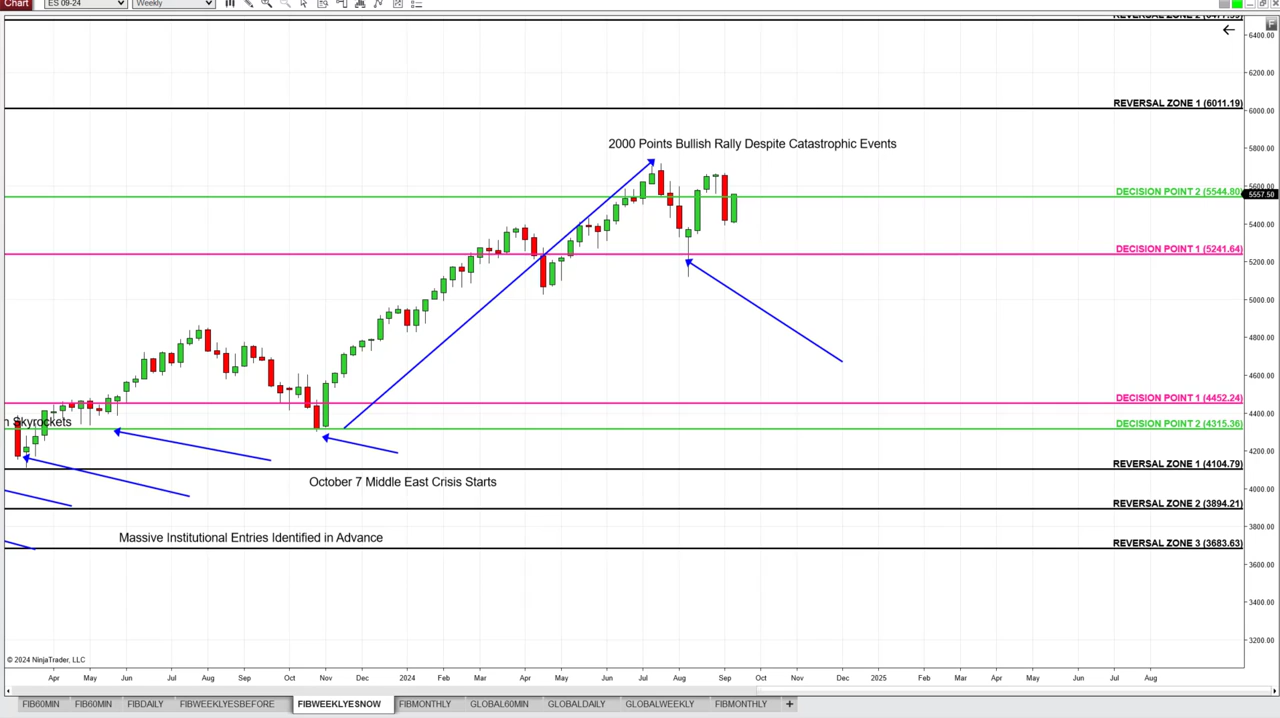 Chart
ES 09-24
Weekly
REVERSAL ZONE 2 (6477.59)
F
6400.00
6200.00
REVERSAL ZONE 1 (6011.19)
6000.00
2000 Points Bullish Rally Despite Catastrophic Events
5800.00
5600.00
DECISION POINT 2 (5544.80)
5557.50
5400.00
DECISION POINT 1 (5241.64)
5200.00
5000.00
4800.00
4600.00
DECISION POINT 1 (4452.24)
4400.00
n Skyrockets
DECISION POINT 2 (4315.36)
4200.00
REVERSAL ZONE 1 (4104.79)
October 7 Middle East Crisis Starts
4000.00
REVERSAL ZONE 2 (3894.21)
3800.00
Massive Institutional Entries Identified in Advance
REVERSAL ZONE 3 (3683.63)
3600.00
3400.00
3200.00
© 2024 NinjaTrader, LLC
Apr May Jun Jul Aug Sep Oct Nov Dec 2024 Feb Mar Apr May Jun Jul Aug Sep Oct Nov Dec 2025 Feb Mar Apr May Jun Jul Aug
FIB60MIN FIB60MIN FIBDAILY FIBWEEKLYESBEFORE FIBWEEKLYESNOW FIBMONTHLY GLOBAL60MIN GLOBALDAILY GLOBALWEEKLY FIBMONTHLY +